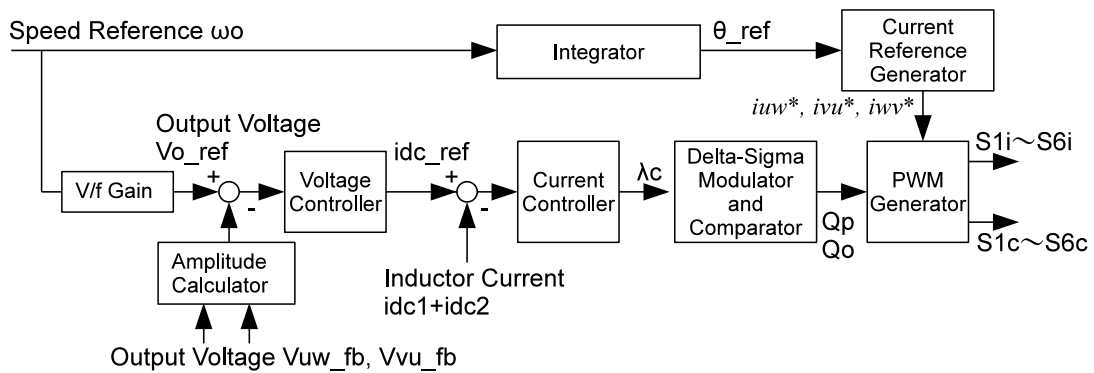 Speed Reference ωo
Integrator
θ_ref
Current
Reference
Generator
iuw*, ivu*, iwv*
Output Voltage
Vo_ref
V/f Gain
+
-
Voltage
Controller
idc_ref
+
-
Current
Controller
λc
Delta-Sigma
Modulator
and
Comparator
Qp
Qo
PWM
Generator
S1i～S6i
S1c～S6c
Amplitude
Calculator
Inductor Current
idc1+idc2
Output Voltage Vuw_fb, Vvu_fb